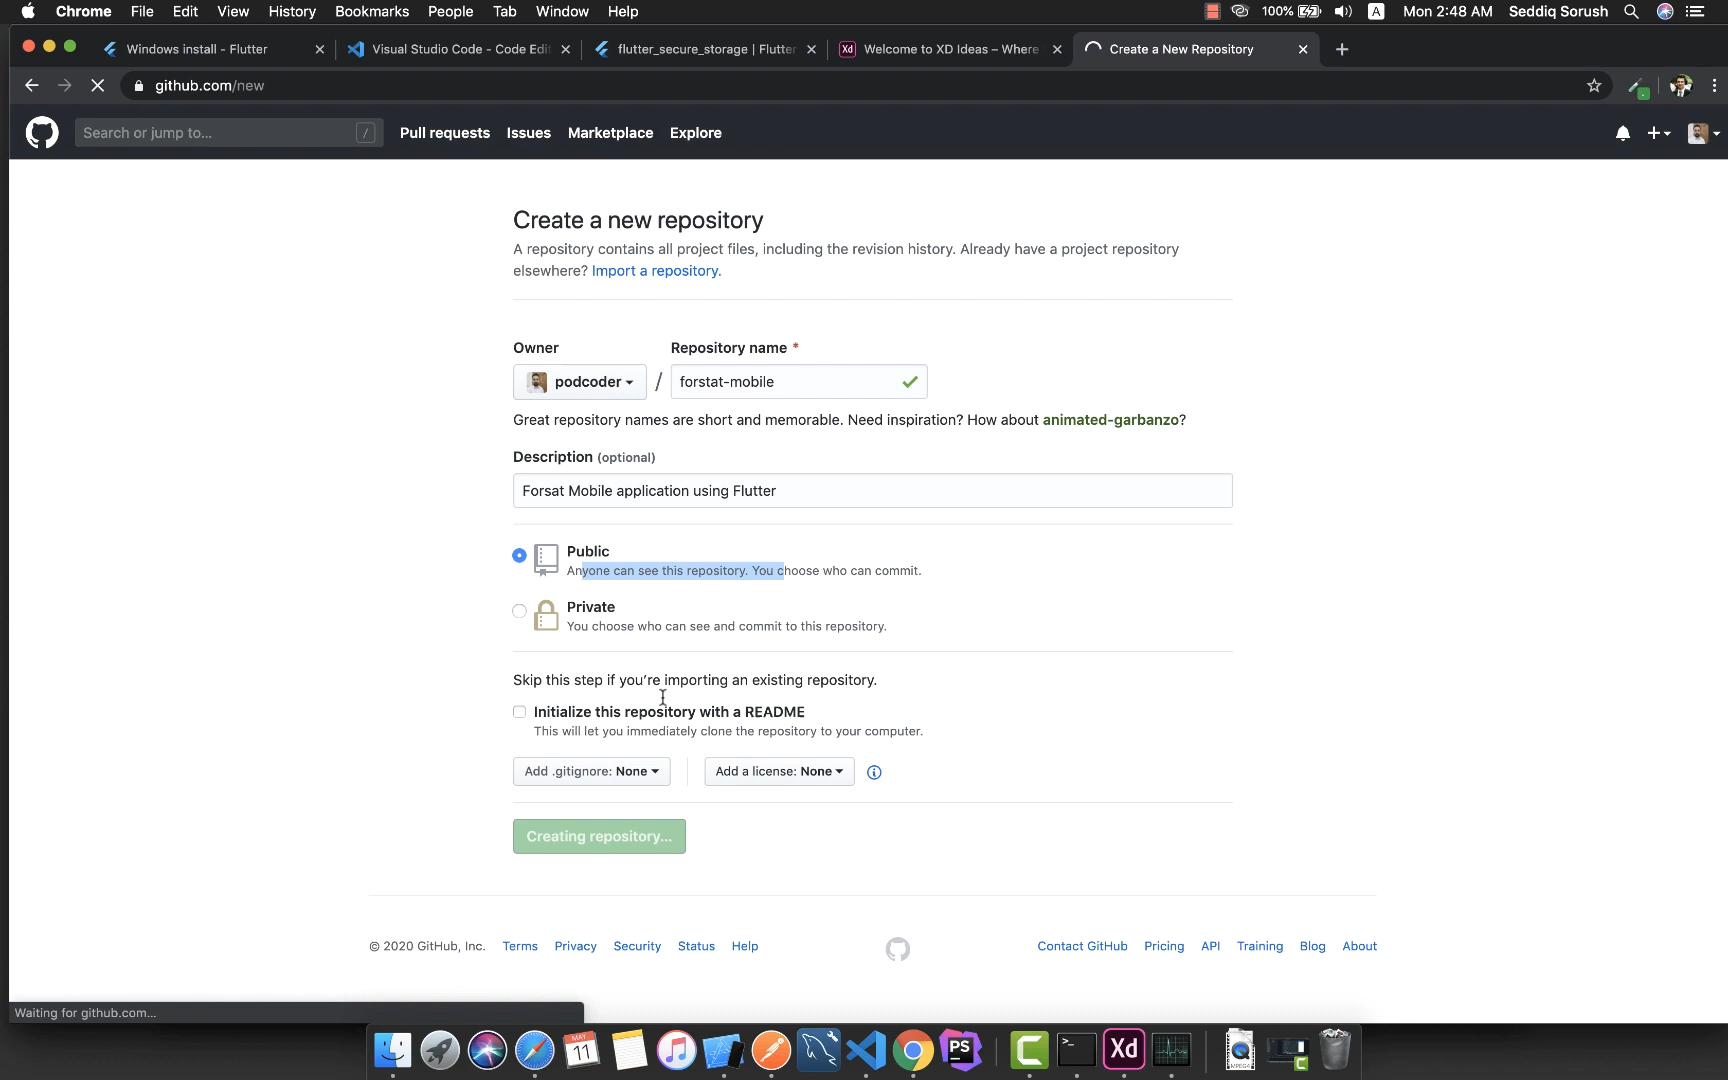 Chrome File Edit View History Bookmarks People Tab Window Help 100% A Mon 2:48 AM Seddiq Sorush
Windows install - Flutter Visual Studio Code - Code Edit flutter_secure_storage | Flutter Xd Welcome to XD Ideas – Where Create a New Repository
github.com/new
Search or jump to... / Pull requests Issues Marketplace Explore
Create a new repository
A repository contains all project files, including the revision history. Already have a project repository
elsewhere? Import a repository.
Owner Repository name *
podcoder / forstat-mobile
Great repository names are short and memorable. Need inspiration? How about animated-garbanzo?
Description (optional)
Forsat Mobile application using Flutter
Public
Anyone can see this repository. You choose who can commit.
Private
You choose who can see and commit to this repository.
Skip this step if you're importing an existing repository.
Initialize this repository with a README
This will let you immediately clone the repository to your computer.
Add .gitignore: None Add a license: None
Creating repository...
© 2020 GitHub, Inc. Terms Privacy Security Status Help Contact GitHub Pricing API Training Blog About
Waiting for github.com...
MAY
11 PS C >_ Xd MPEG4 C